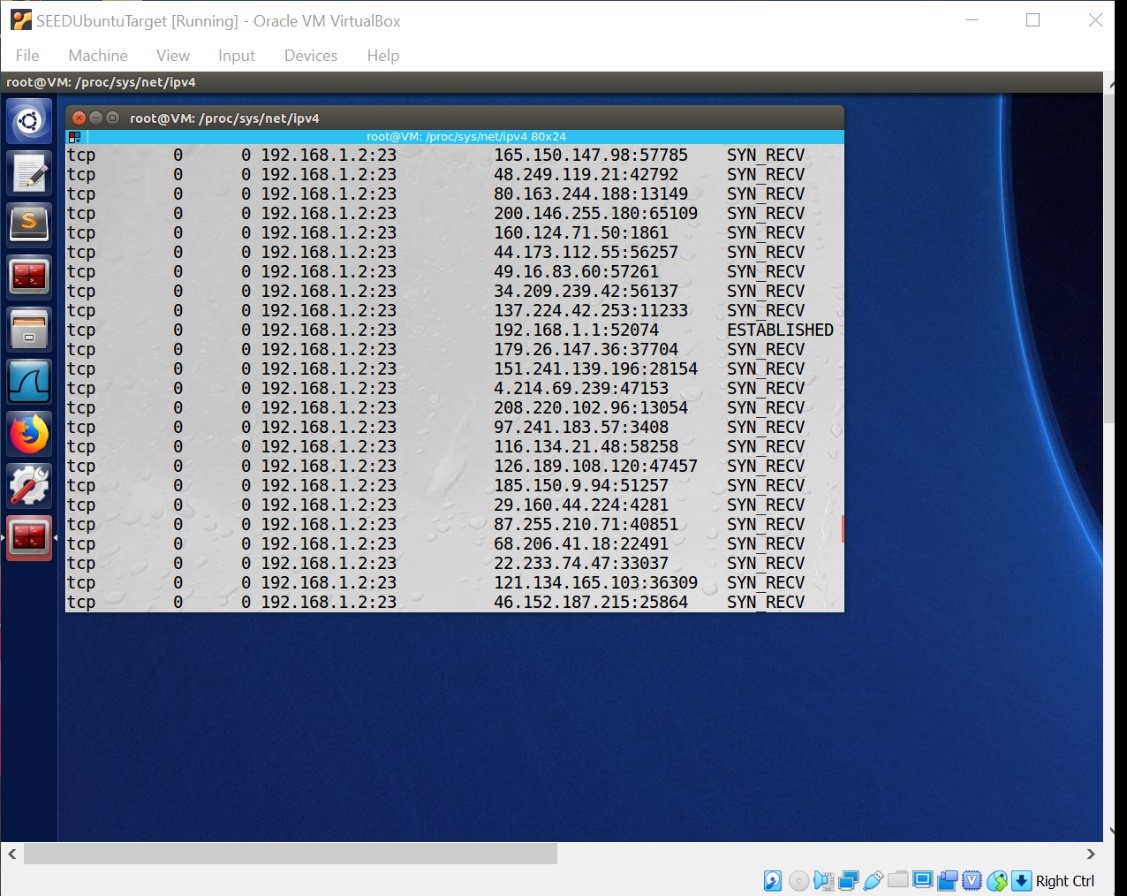 SEEDUbuntuTarget [Running] - Oracle VM VirtualBox
File Machine View Input Devices Help
root@VM: /proc/sys/net/ipv4
root@VM: /proc/sys/net/ipv4
root@VM: /proc/sys/net/ipv4 80x24
tcp 0 0 192.168.1.2:23 165.150.147.98:57785 SYN_RECV
tcp 0 0 192.168.1.2:23 48.249.119.21:42792 SYN_RECV
tcp 0 0 192.168.1.2:23 80.163.244.188:13149 SYN_RECV
tcp 0 0 192.168.1.2:23 200.146.255.180:65109 SYN_RECV
tcp 0 0 192.168.1.2:23 160.124.71.50:1861 SYN_RECV
tcp 0 0 192.168.1.2:23 44.173.112.55:56257 SYN_RECV
tcp 0 0 192.168.1.2:23 49.16.83.60:57261 SYN_RECV
tcp 0 0 192.168.1.2:23 34.209.239.42:56137 SYN_RECV
tcp 0 0 192.168.1.2:23 137.224.42.253:11233 SYN_RECV
tcp 0 0 192.168.1.2:23 192.168.1.1:52074 ESTABLISHED
tcp 0 0 192.168.1.2:23 179.26.147.36:37704 SYN_RECV
tcp 0 0 192.168.1.2:23 151.241.139.196:28154 SYN_RECV
tcp 0 0 192.168.1.2:23 4.214.69.239:47153 SYN_RECV
tcp 0 0 192.168.1.2:23 208.220.102.96:13054 SYN_RECV
tcp 0 0 192.168.1.2:23 97.241.183.57:3408 SYN_RECV
tcp 0 0 192.168.1.2:23 116.134.21.48:58258 SYN_RECV
tcp 0 0 192.168.1.2:23 126.189.108.120:47457 SYN_RECV
tcp 0 0 192.168.1.2:23 185.150.9.94:51257 SYN_RECV
tcp 0 0 192.168.1.2:23 29.160.44.224:4281 SYN_RECV
tcp 0 0 192.168.1.2:23 87.255.210.71:40851 SYN_RECV
tcp 0 0 192.168.1.2:23 68.206.41.18:22491 SYN_RECV
tcp 0 0 192.168.1.2:23 22.233.74.47:33037 SYN_RECV
tcp 0 0 192.168.1.2:23 121.134.165.103:36309 SYN_RECV
tcp 0 0 192.168.1.2:23 46.152.187.215:25864 SYN_RECV
Right Ctrl